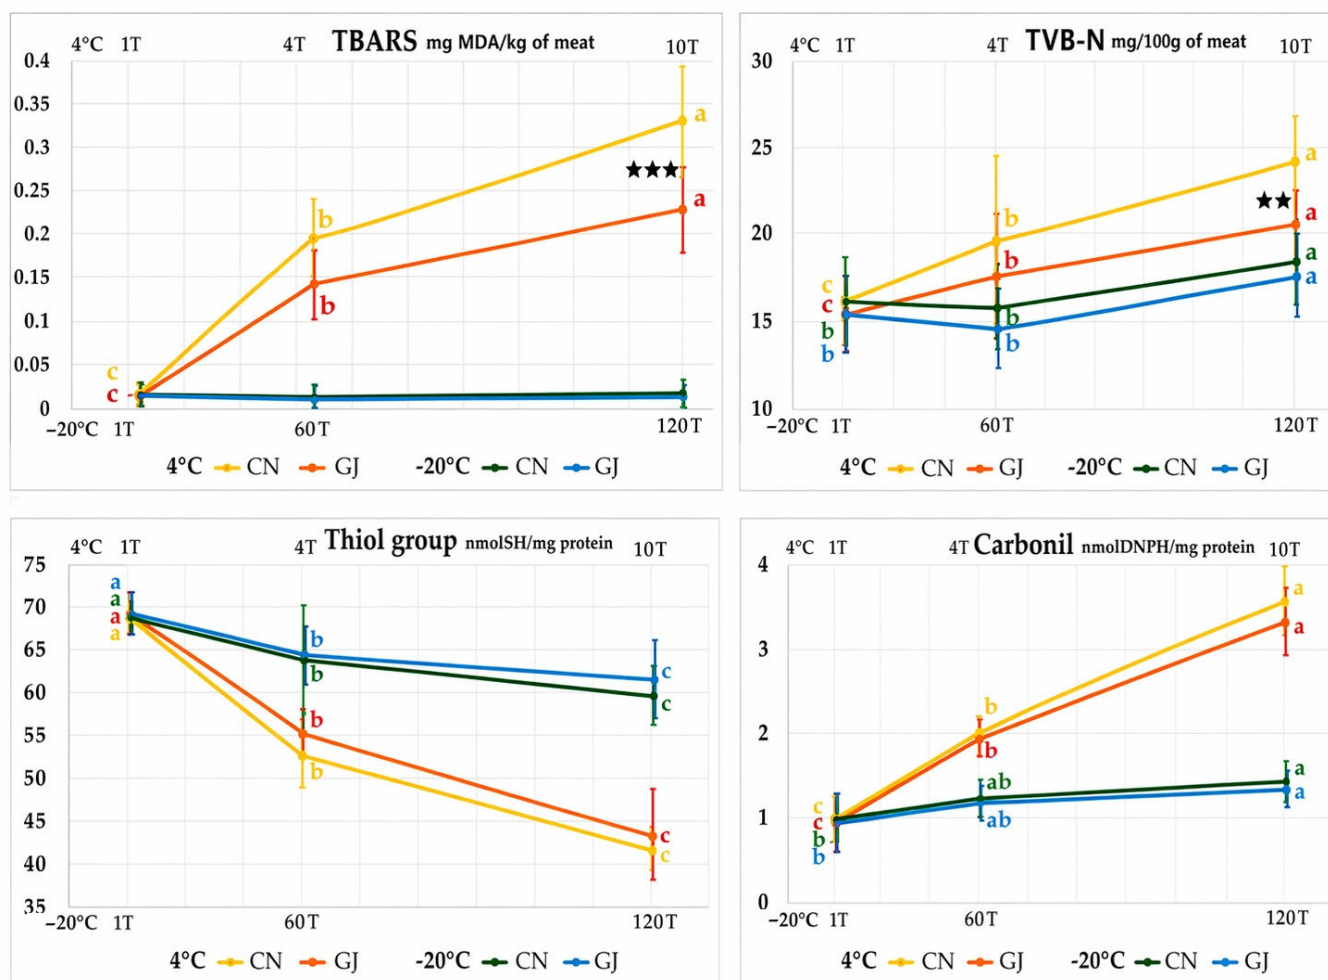 TBARS mg MDA/kg of meat
4°C 1T 4T 10T
0.4
0.35
0.3
0.25
0.2
0.15
0.1
0.05
0
a
★★★
a
b
b
c
c
−20°C 1T 60T 120T
4°C CN GJ -20°C CN GJ
TVB-N mg/100g of meat
4°C 1T 4T 10T
30
25
20
15
10
a
★★
a
a
a
b
b
b
b
c
c
b
b
−20°C 1T 60T 120T
4°C CN GJ -20°C CN GJ
Thiol group nmolSH/mg protein
4°C 1T 4T 10T
75
70
65
60
55
50
45
40
35
a
a
a
a
b
b
b
b
c
c
c
c
−20°C 1T 60T 120T
4°C CN GJ -20°C CN GJ
Carbonil nmolDNPH/mg protein
4°C 1T 4T 10T
4
3
2
1
0
a
a
b
b
a
ab
a
ab
c
c
b
b
−20°C 1T 60T 120T
4°C CN GJ -20°C CN GJ